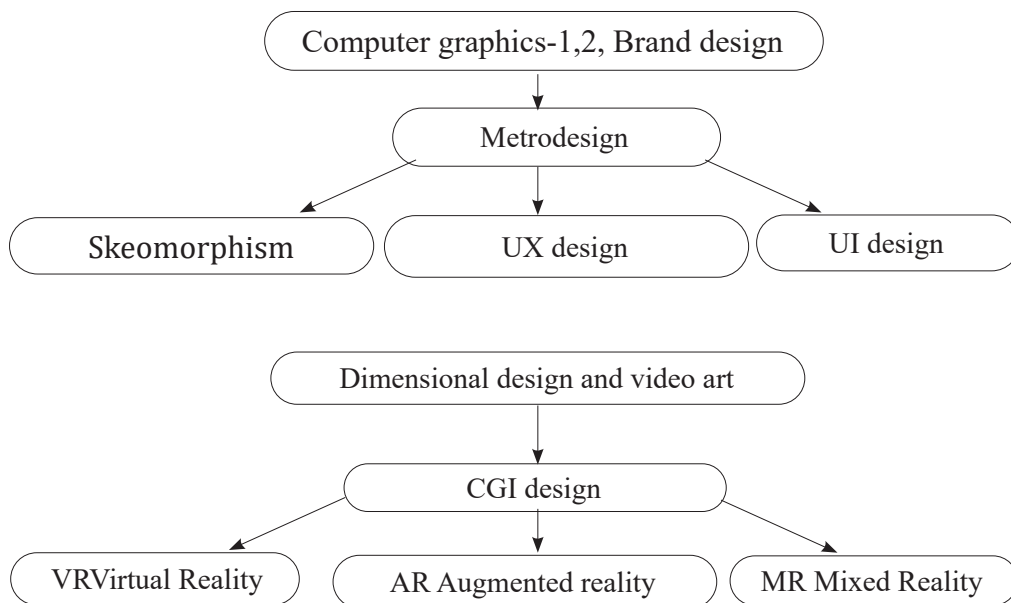 Computer graphics-1,2, Brand design
Metrodesign
Skeomorphism
UX design
UI design
Dimensional design and video art
CGI design
VRVirtual Reality
AR Augmented reality
MR Mixed Reality